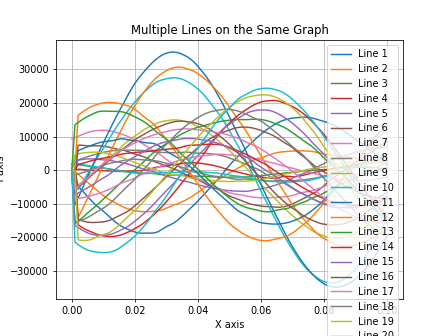 Multiple Lines on the Same Graph
30000
20000
10000
0
−10000
−20000
−30000
0.00
0.02
0.04
0.06
X axis
axis
Line 1
Line 2
Line 3
Line 4
Line 5
Line 6
Line 7
Line 8
Line 9
Line 10
Line 11
Line 12
Line 13
Line 14
Line 15
Line 16
Line 17
Line 18
Line 19
Line 20